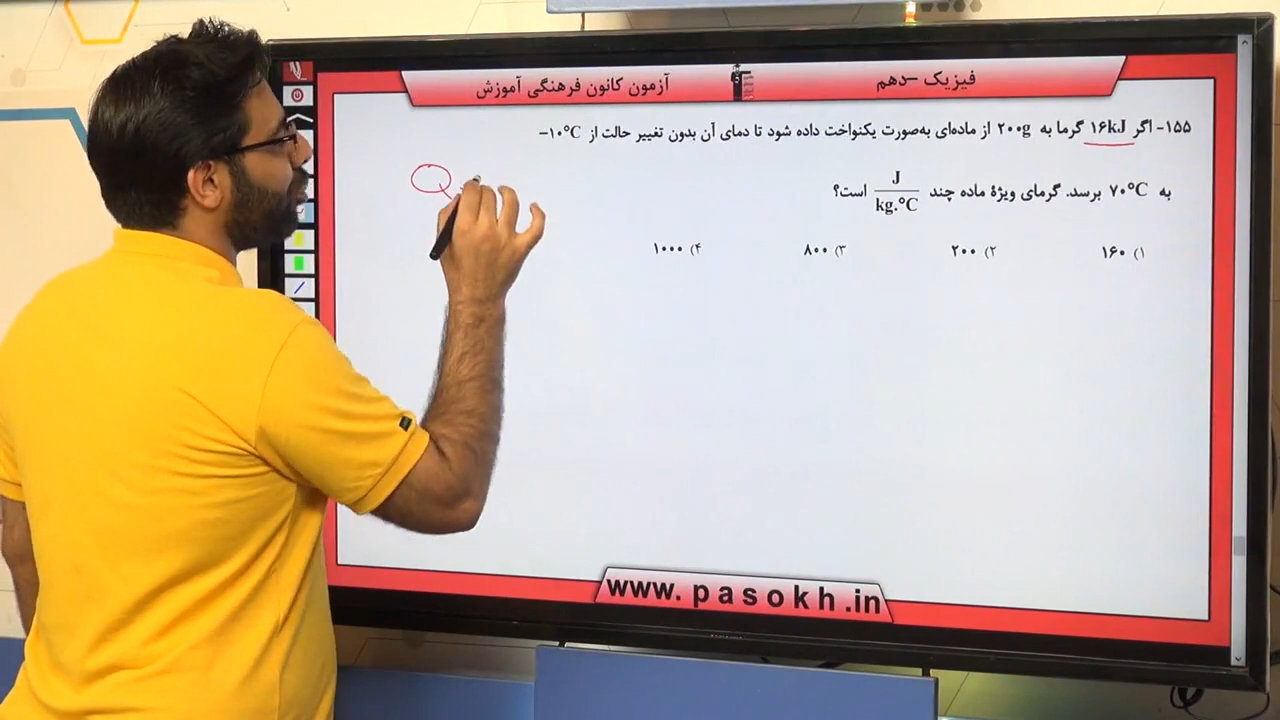 فیزیک -دهم
آزمون کانون فرهنگی آموزش
۱۵۵- اگر ۱۶kJ گرما به ۲۰۰g از ماده‌ای به‌صورت یکنواخت داده شود تا دمای آن بدون تغییر حالت از -۱۰°C
به ۷۰°C برسد. گرمای ویژهٔ ماده چند J/kg.°C است؟
۱) ۱۶۰ ۲) ۲۰۰ ۳) ۸۰۰ ۴) ۱۰۰۰
www.pasokh.in